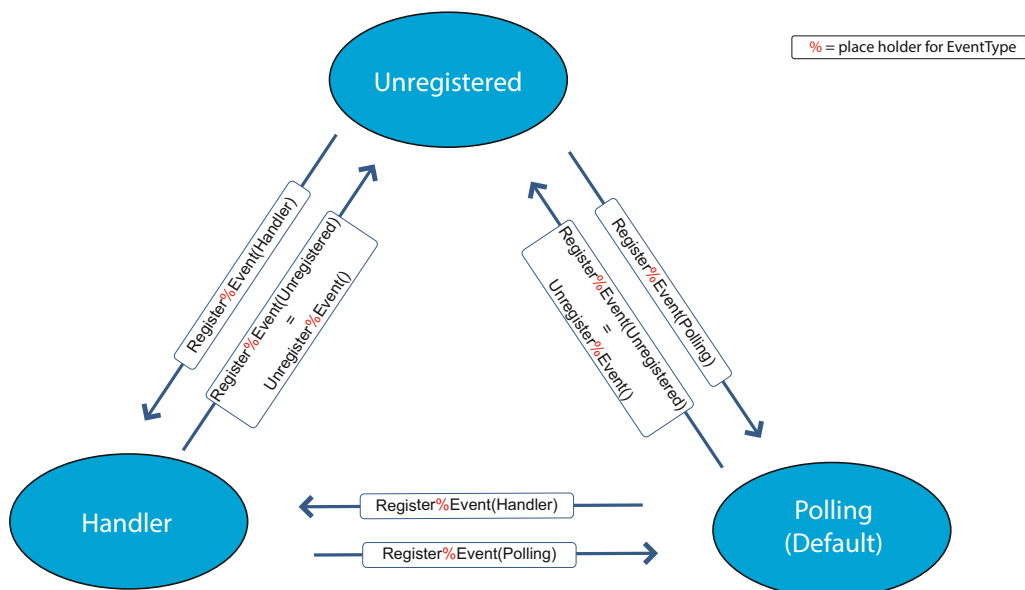 % = place holder for EventType
Unregistered
Register%Event(Handler)
Register%Event(Unregistered)
=
Unregister%Event()
Register%Event(Unregistered)
=
Unregister%Event()
Register%Event(Polling)
Handler
Register%Event(Handler)
Register%Event(Polling)
Polling
(Default)